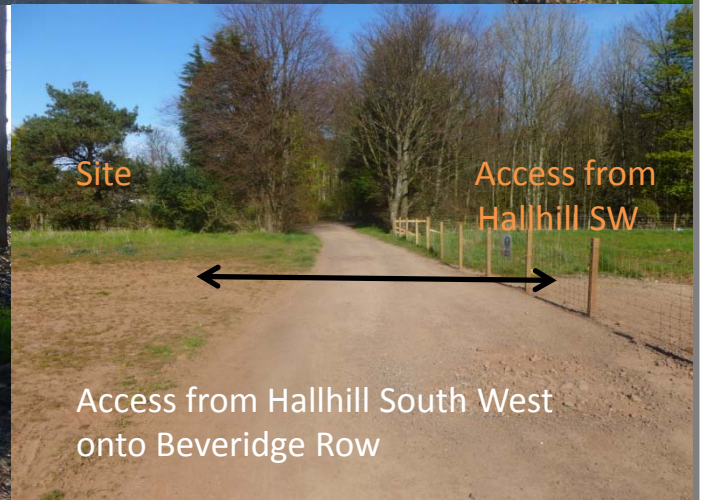 Site
Access from
Hallhill SW
Access from Hallhill South West
onto Beveridge Row